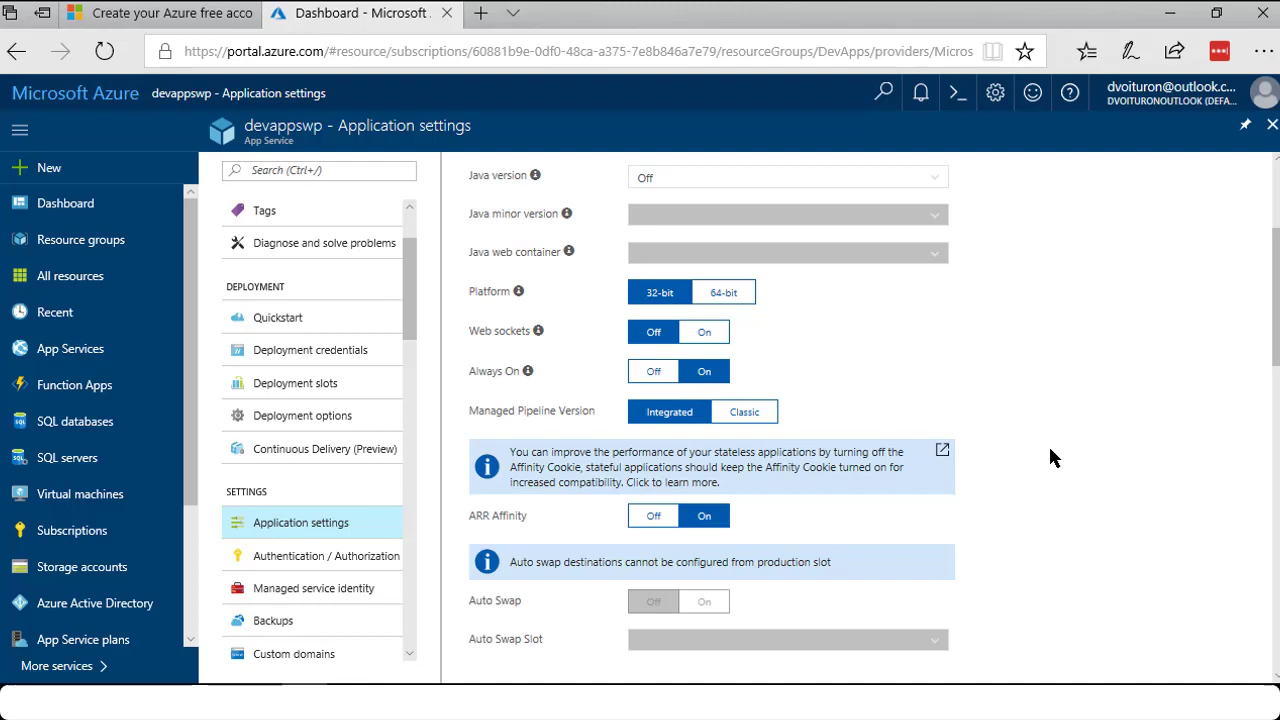 Create your Azure free acco
Dashboard - Microsoft
https://portal.azure.com/#resource/subscriptions/60881b9e-0df0-48ca-a375-7e8b846a7e79/resourceGroups/DevApps/providers/Micros
Microsoft Azure
devappswp - Application settings
dvoituron@outlook.c...
DVOITURONOUTLOOK (DEFA...
devappswp - Application settings
App Service
New
Dashboard
Resource groups
All resources
Recent
App Services
Function Apps
SQL databases
SQL servers
Virtual machines
Subscriptions
Storage accounts
Azure Active Directory
App Service plans
More services
Search (Ctrl+/)
Tags
Diagnose and solve problems
DEPLOYMENT
Quickstart
Deployment credentials
Deployment slots
Deployment options
Continuous Delivery (Preview)
SETTINGS
Application settings
Authentication / Authorization
Managed service identity
Backups
Custom domains
Java version
Off
Java minor version
Java web container
Platform
32-bit
64-bit
Web sockets
Off
On
Always On
Off
On
Managed Pipeline Version
Integrated
Classic
You can improve the performance of your stateless applications by turning off the
Affinity Cookie, stateful applications should keep the Affinity Cookie turned on for
increased compatibility. Click to learn more.
ARR Affinity
Off
On
Auto swap destinations cannot be configured from production slot
Auto Swap
Off
On
Auto Swap Slot